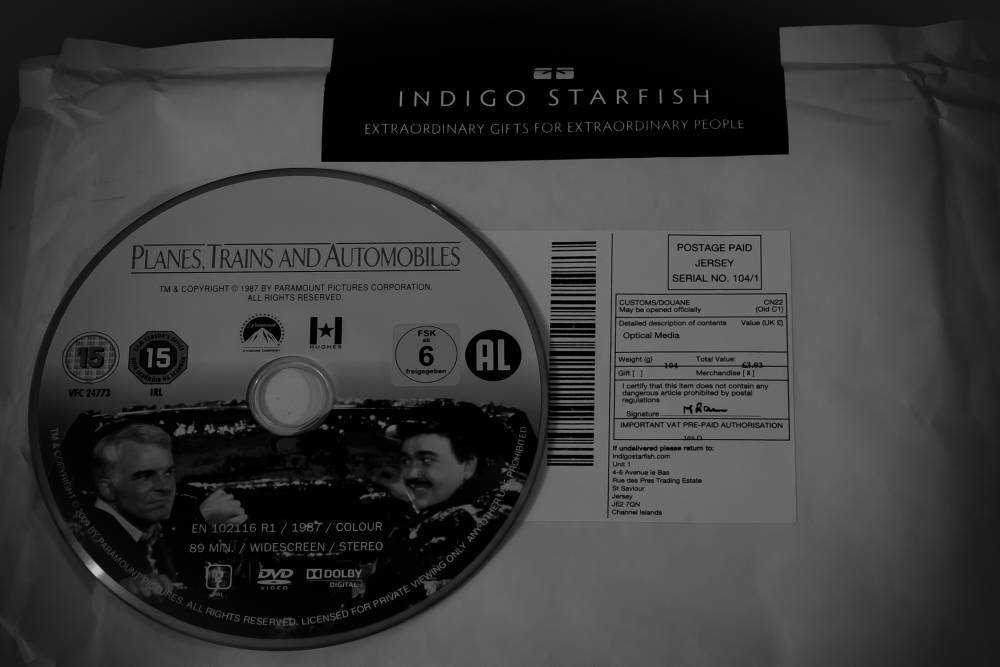 INDIGO STARFISH
EXTRAORDINARY GIFTS FOR EXTRAORDINARY PEOPLE
PLANES, TRAINS AND AUTOMOBILES
TM & COPYRIGHT © 1987 BY PARAMOUNT PICTURES CORPORATION.
ALL RIGHTS RESERVED.
15
VFC 24773
15
IRL
Paramount
HUGHES
FSK
ab
6
freigegeben
AL
EN 102116 R1 / 1987 / COLOUR
89 MIN. / WIDESCREEN / STEREO
2
PAL
DVD
VIDEO
DOLBY
DIGITAL
TM & COPYRIGHT © 2009 BY PARAMOUNT PICTURES. ALL RIGHTS RESERVED. LICENSED FOR PRIVATE VIEWING ONLY. ANY OTHER USE PROHIBITED
POSTAGE PAID
JERSEY
SERIAL NO. 104/1
CUSTOMS/DOUANE CN22
May be opened officially (Old C1)
Detailed description of contents Value (UK £)
Optical Media
Weight (g) 104 Total Value: £3.93
Gift [ ] Merchandise [X]
I certify that this item does not contain any
dangerous article prohibited by postal
regulations
Signature
IMPORTANT VAT PRE-PAID AUTHORISATION
If undelivered please return to:
Indigostarfish.com
Unit 1
4-6 Avenue le Bas
Rue des Pres Trading Estate
St Saviour
Jersey
JE2 7QN
Channel Islands